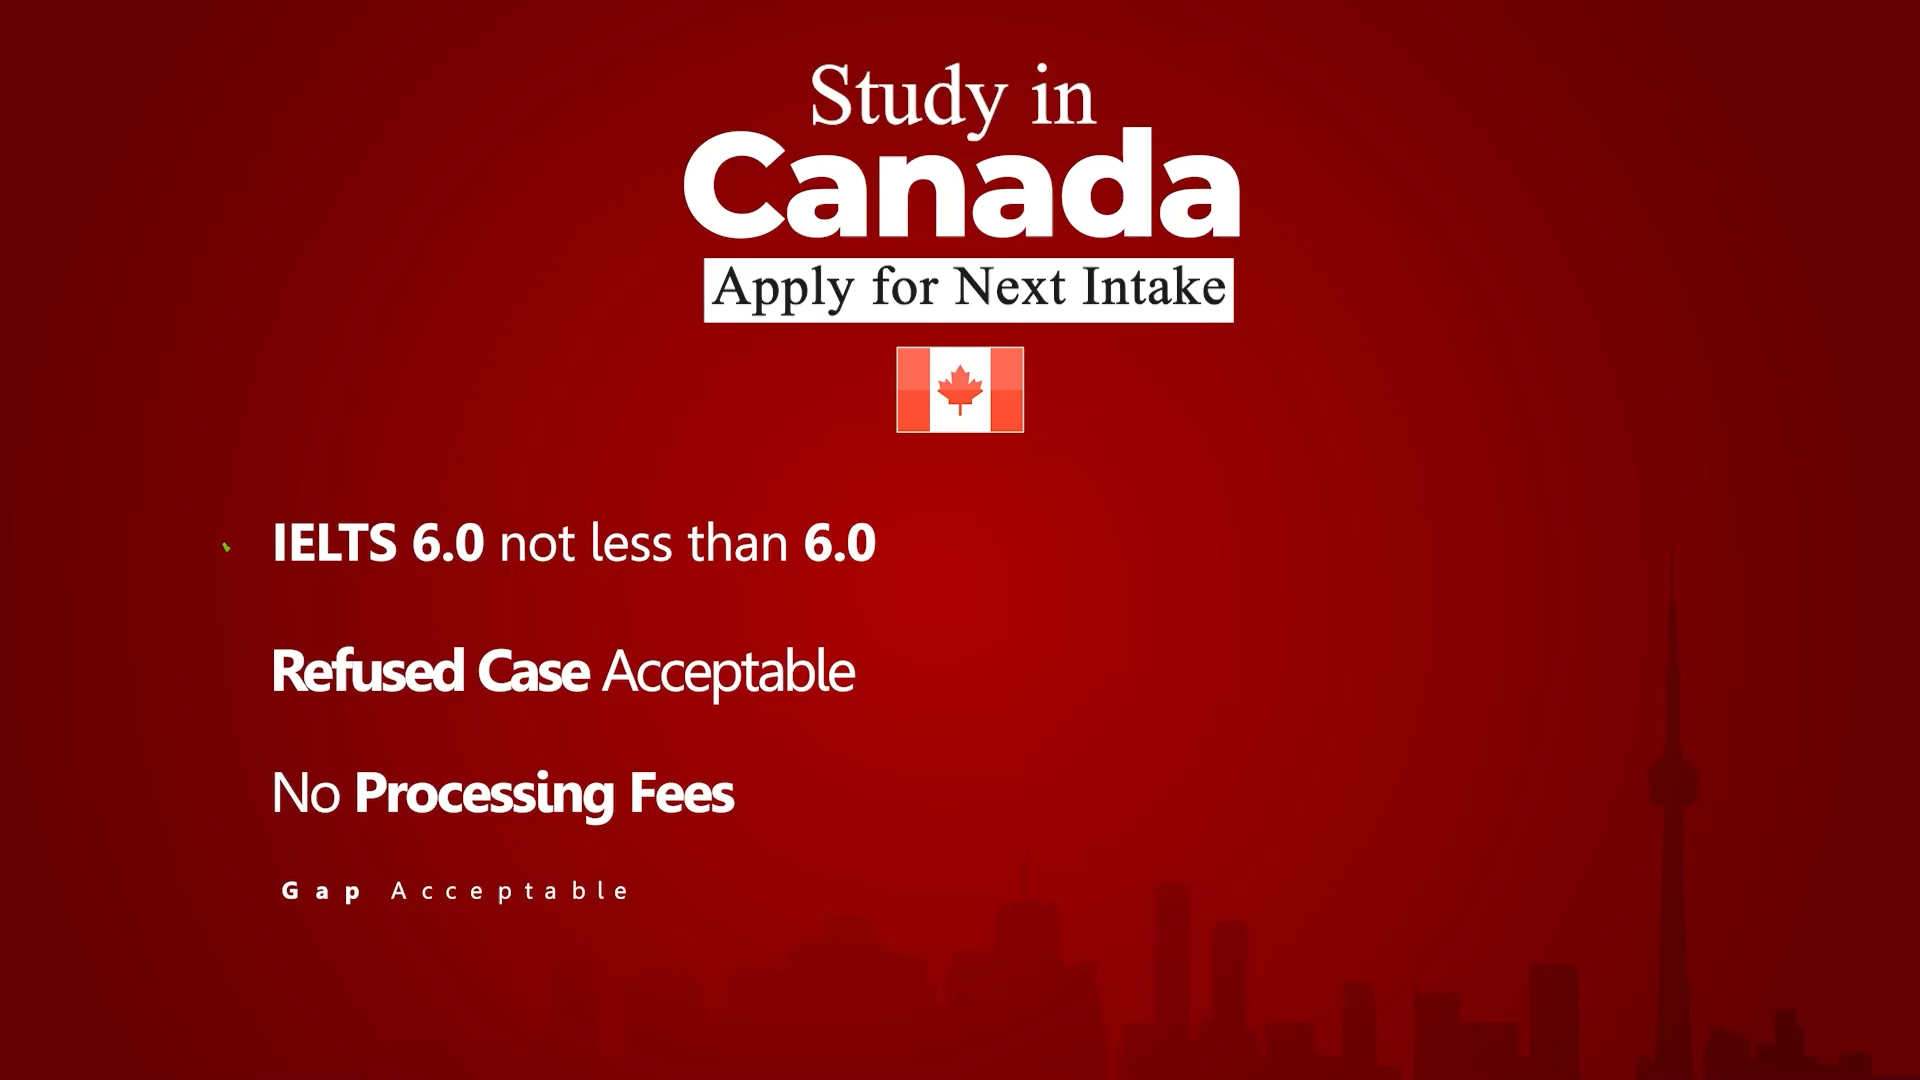 Study in
Canada
Apply for Next Intake
IELTS 6.0 not less than 6.0
Refused Case Acceptable
No Processing Fees
Gap Acceptable